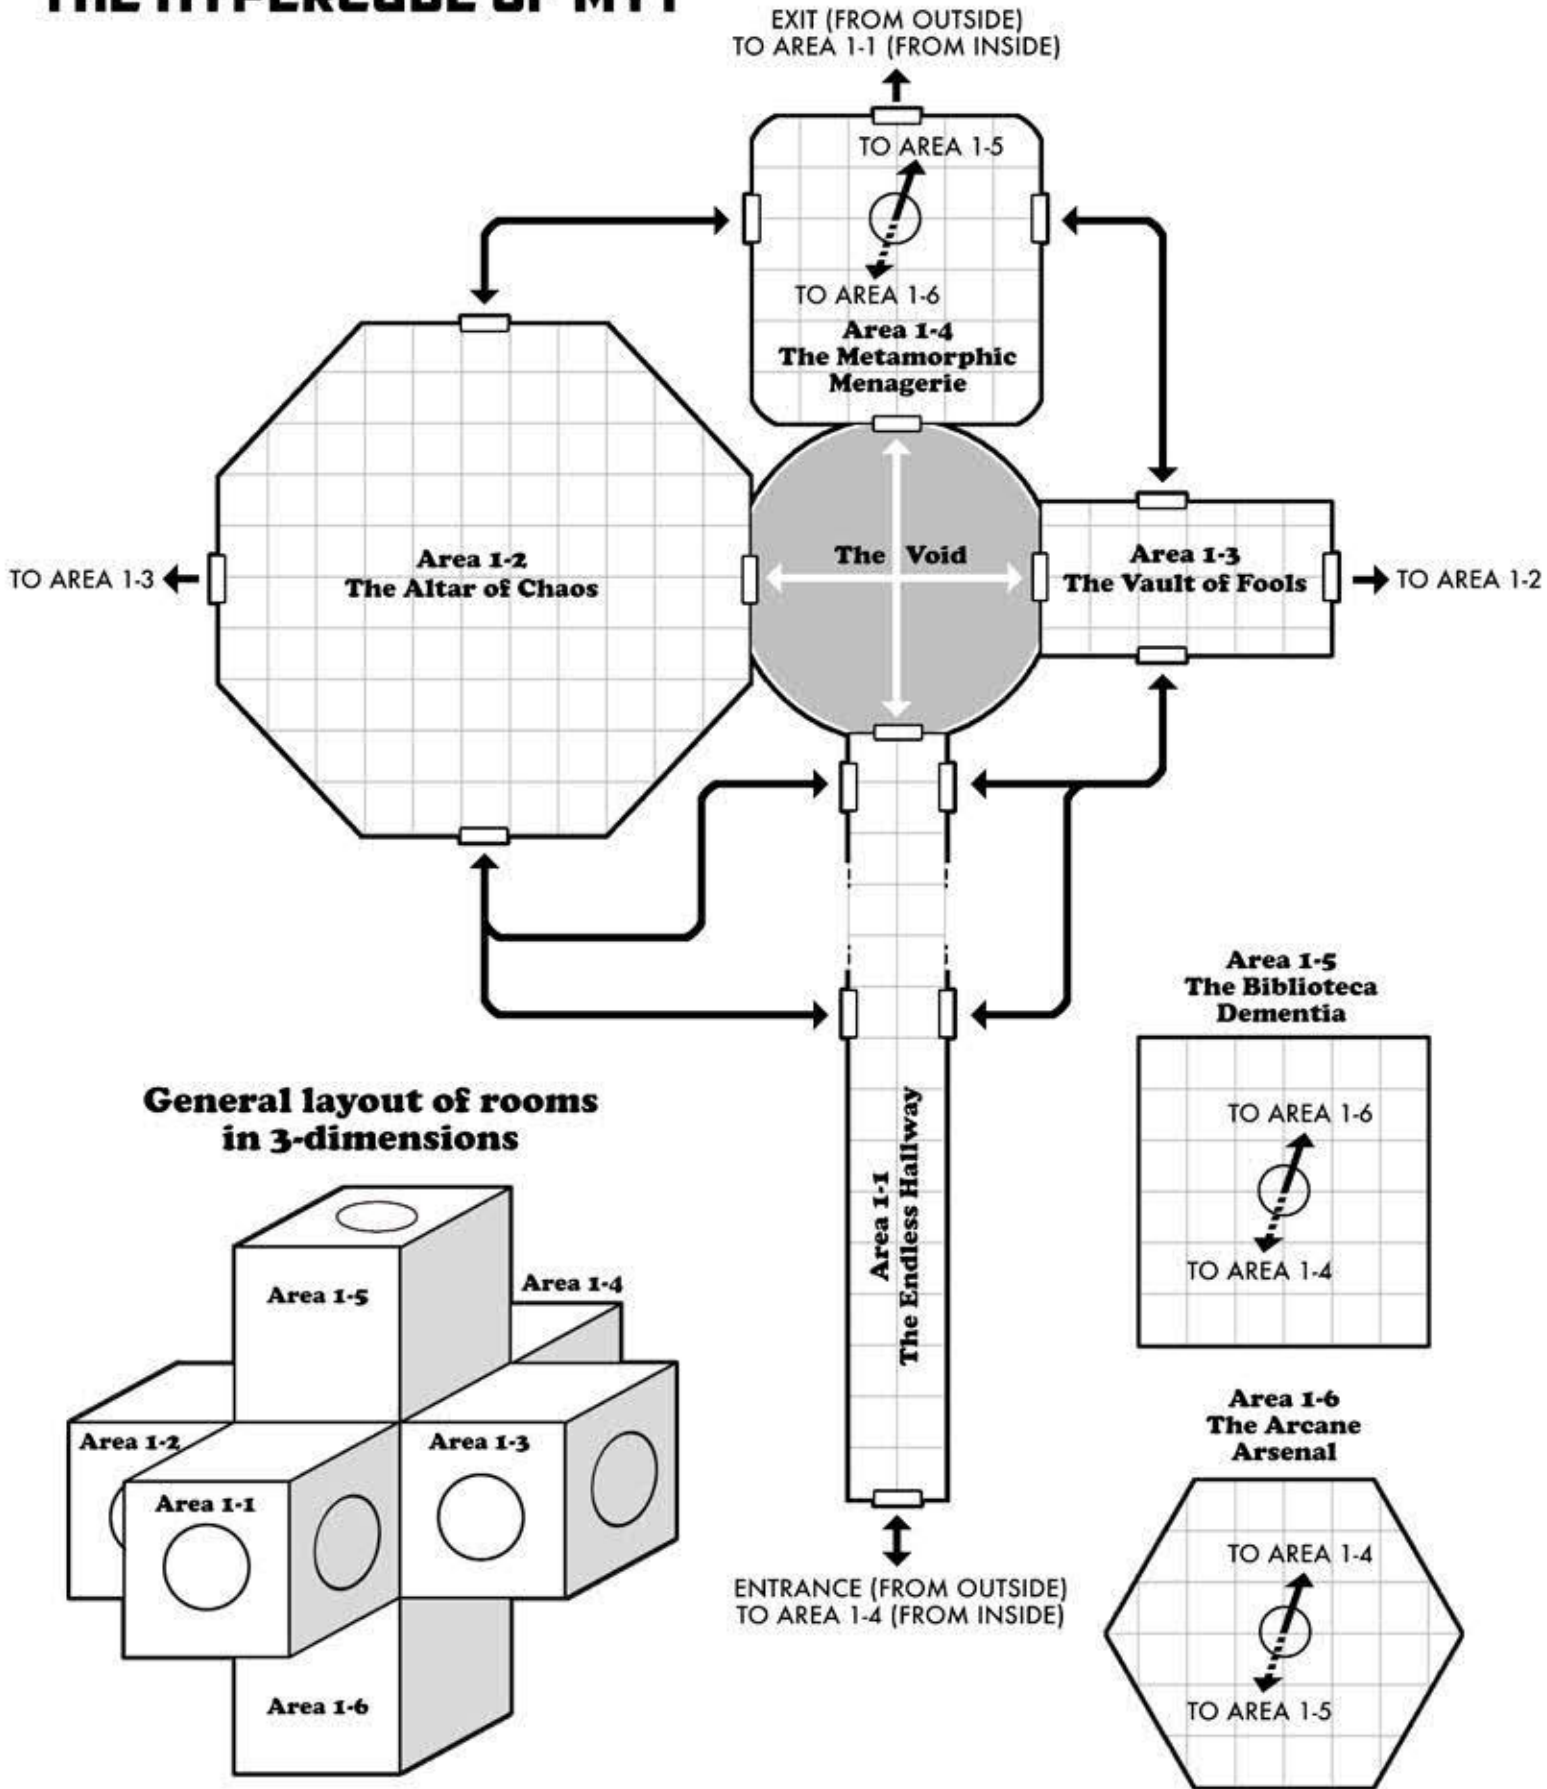 THE HYPERCUBE OF MYT
EXIT (FROM OUTSIDE)
TO AREA 1-1 (FROM INSIDE)
TO AREA 1-5
TO AREA 1-6
Area 1-4
The Metamorphic
Menagerie
TO AREA 1-3
Area 1-2
The Altar of Chaos
The Void
Area 1-3
The Vault of Fools
TO AREA 1-2
Area 1-1
The Endless Hallway
ENTRANCE (FROM OUTSIDE)
TO AREA 1-4 (FROM INSIDE)
General layout of rooms
in 3-dimensions
Area 1-5
Area 1-4
Area 1-2
Area 1-3
Area 1-1
Area 1-6
Area 1-5
The Biblioteca
Dementia
TO AREA 1-6
TO AREA 1-4
Area 1-6
The Arcane
Arsenal
TO AREA 1-4
TO AREA 1-5